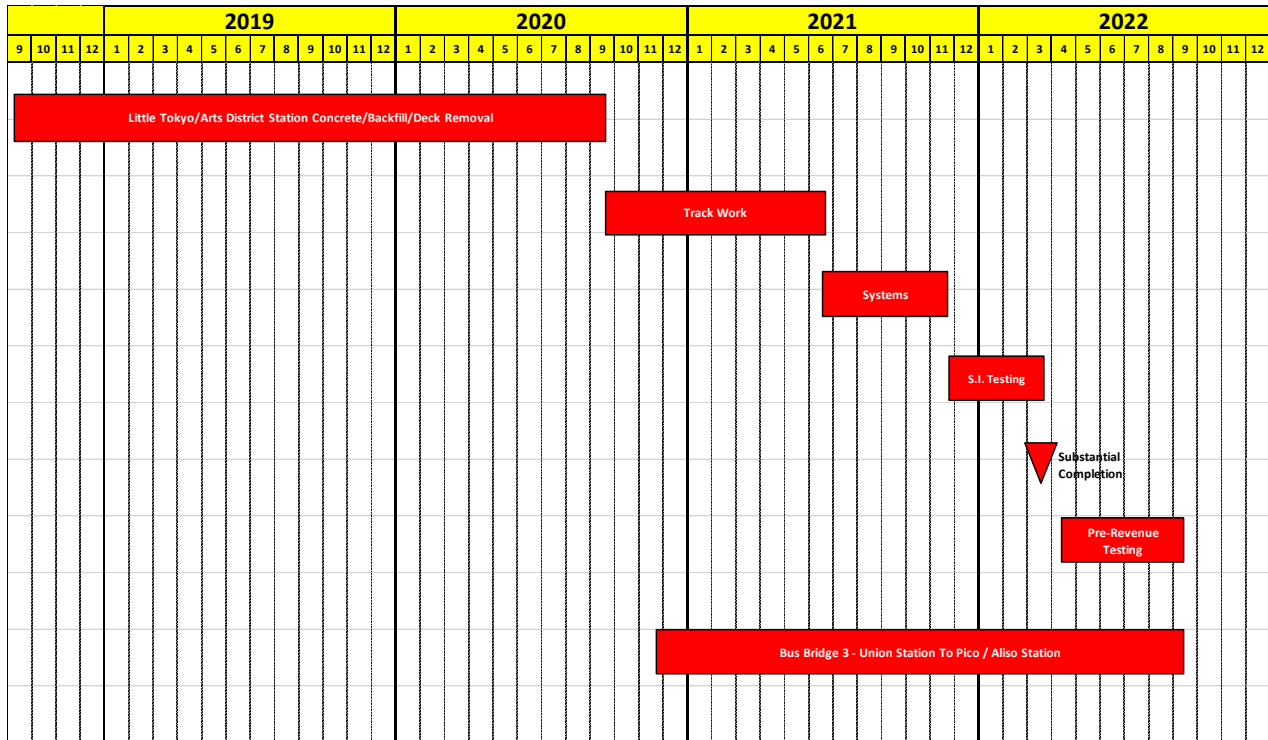 2019 2020 2021 2022
9 10 11 12 1 2 3 4 5 6 7 8 9 10 11 12 1 2 3 4 5 6 7 8 9 10 11 12 1 2 3 4 5 6 7 8 9 10 11 12 1 2 3 4 5 6 7 8 9 10 11 12
Little Tokyo/Arts District Station Concrete/Backfill/Deck Removal
Track Work
Systems
S.I. Testing
Substantial
Completion
Pre-Revenue
Testing
Bus Bridge 3 - Union Station To Pico / Aliso Station